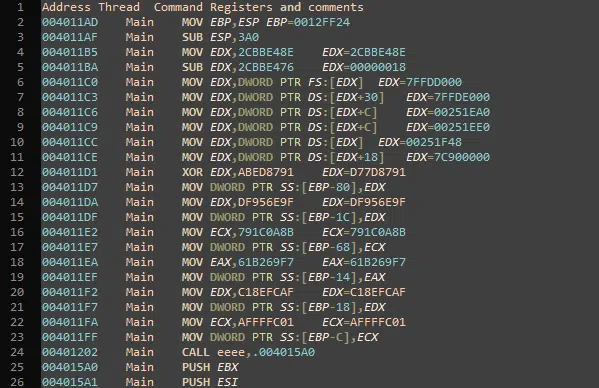 1 Address Thread Command Registers and comments
2 004011AD Main MOV EBP,ESP EBP=0012FF24
3 004011AF Main SUB ESP,3A0
4 004011B5 Main MOV EDX,2CBBE48E EDX=2CBBE48E
5 004011BA Main SUB EDX,2CBBE476 EDX=00000018
6 004011C0 Main MOV EDX,DWORD PTR FS:[EDX] EDX=7FFDD000
7 004011C3 Main MOV EDX,DWORD PTR DS:[EDX+30] EDX=7FFDE000
8 004011C6 Main MOV EDX,DWORD PTR DS:[EDX+C] EDX=00251EA0
9 004011C9 Main MOV EDX,DWORD PTR DS:[EDX+C] EDX=00251EE0
10 004011CC Main MOV EDX,DWORD PTR DS:[EDX] EDX=00251F48
11 004011CE Main MOV EDX,DWORD PTR DS:[EDX+18] EDX=7C900000
12 004011D1 Main XOR EDX,ABED8791 EDX=D77D8791
13 004011D7 Main MOV DWORD PTR SS:[EBP-80],EDX
14 004011DA Main MOV EDX,DF956E9F EDX=DF956E9F
15 004011DF Main MOV DWORD PTR SS:[EBP-1C],EDX
16 004011E2 Main MOV ECX,791C0A8B ECX=791C0A8B
17 004011E7 Main MOV DWORD PTR SS:[EBP-68],ECX
18 004011EA Main MOV EAX,61B269F7 EAX=61B269F7
19 004011EF Main MOV DWORD PTR SS:[EBP-14],EAX
20 004011F2 Main MOV EDX,C18EFCAF EDX=C18EFCAF
21 004011F7 Main MOV DWORD PTR SS:[EBP-18],EDX
22 004011FA Main MOV ECX,AFFFFC01 ECX=AFFFFC01
23 004011FF Main MOV DWORD PTR SS:[EBP-C],ECX
24 00401202 Main CALL eeee,.004015A0
25 004015A0 Main PUSH EBX
26 004015A1 Main PUSH ESI